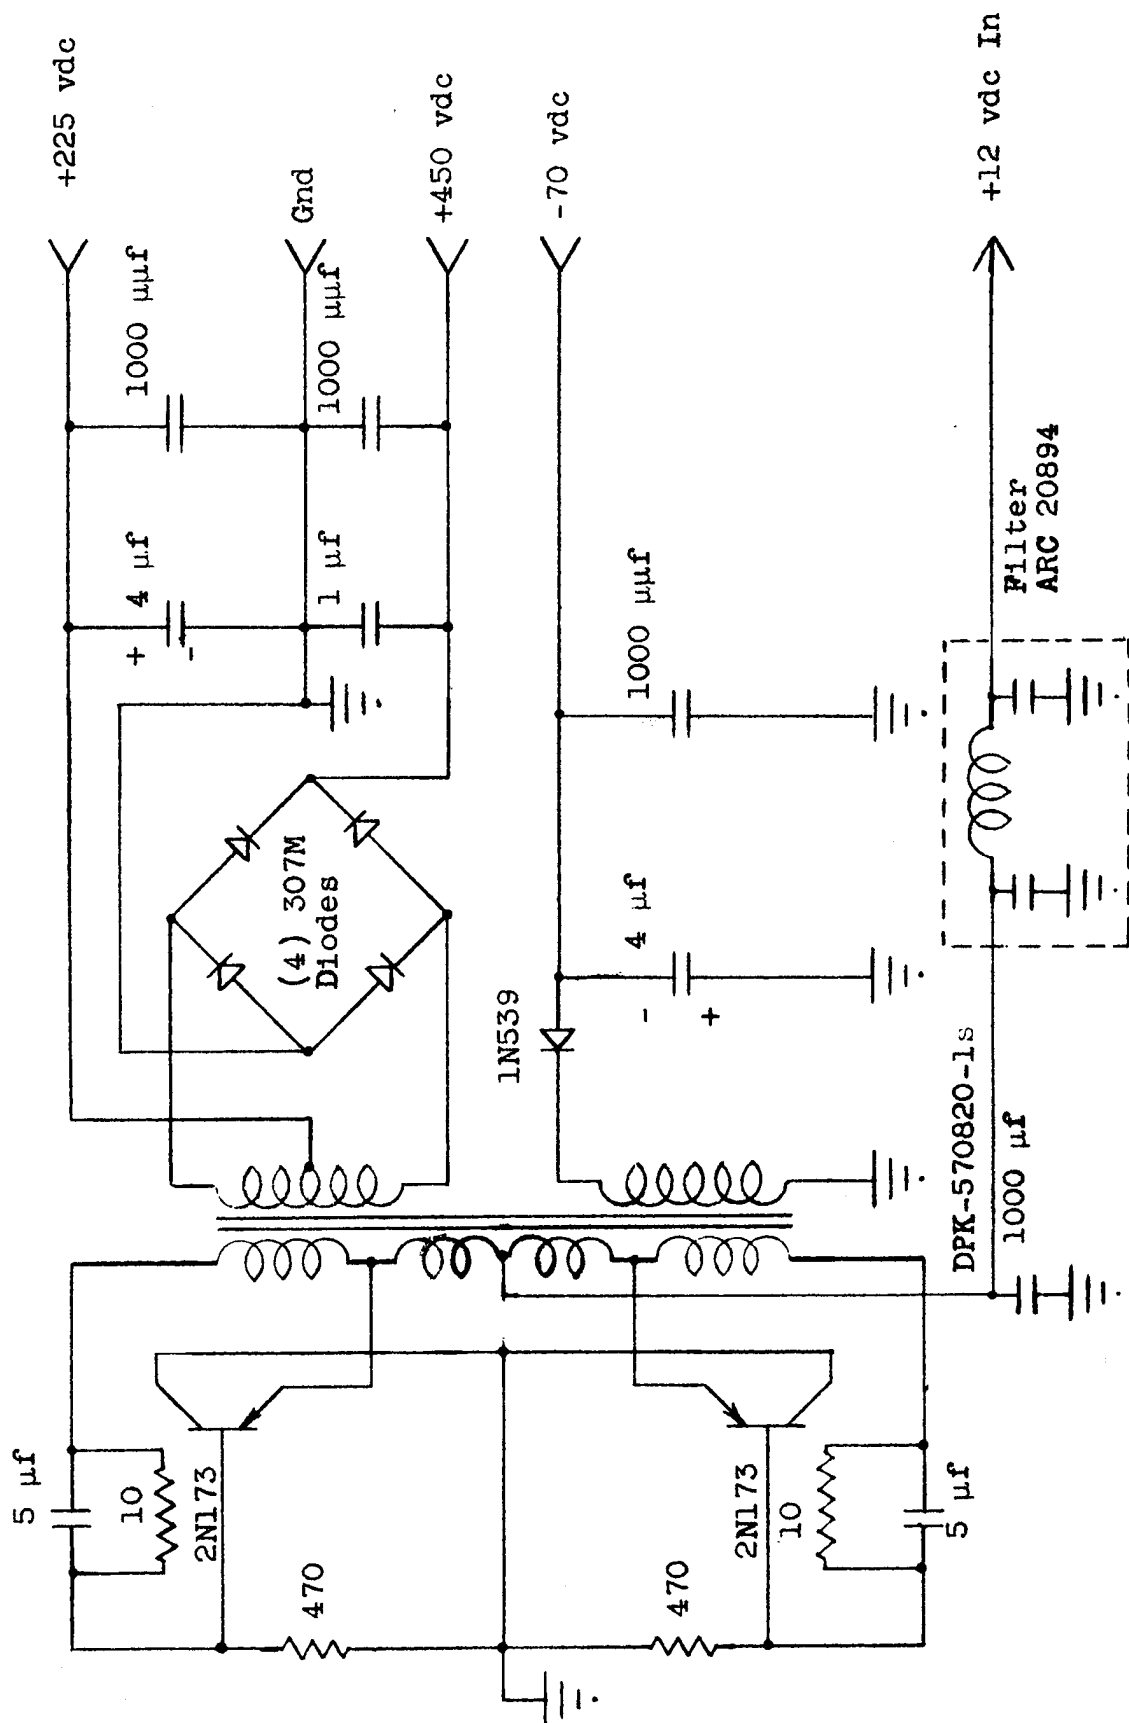 +225 vdc
Gnd
+450 vdc
-70 vdc
+12 vdc In
1000 μμf
1000 μμf
4 μf
+
-
1 μf
1000 μμf
Filter
ARC 20894
(4) 307M
Diodes
4 μf
-
+
1N539
DPK-570820-1s
1000 μf
5 μf
10
2N173
470
2N173
10
5 μf
470